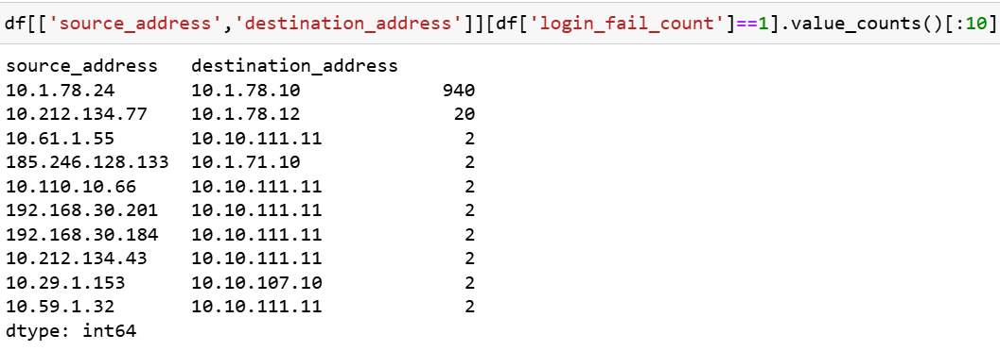 df[['source_address','destination_address']][df['login_fail_count']==1].value_counts()[:10]
source_address   destination_address
10.1.78.24       10.1.78.10             940
10.212.134.77    10.1.78.12              20
10.61.1.55       10.10.111.11             2
185.246.128.133  10.1.71.10               2
10.110.10.66     10.10.111.11             2
192.168.30.201   10.10.111.11             2
192.168.30.184   10.10.111.11             2
10.212.134.43    10.10.111.11             2
10.29.1.153      10.10.107.10             2
10.59.1.32       10.10.111.11             2
dtype: int64